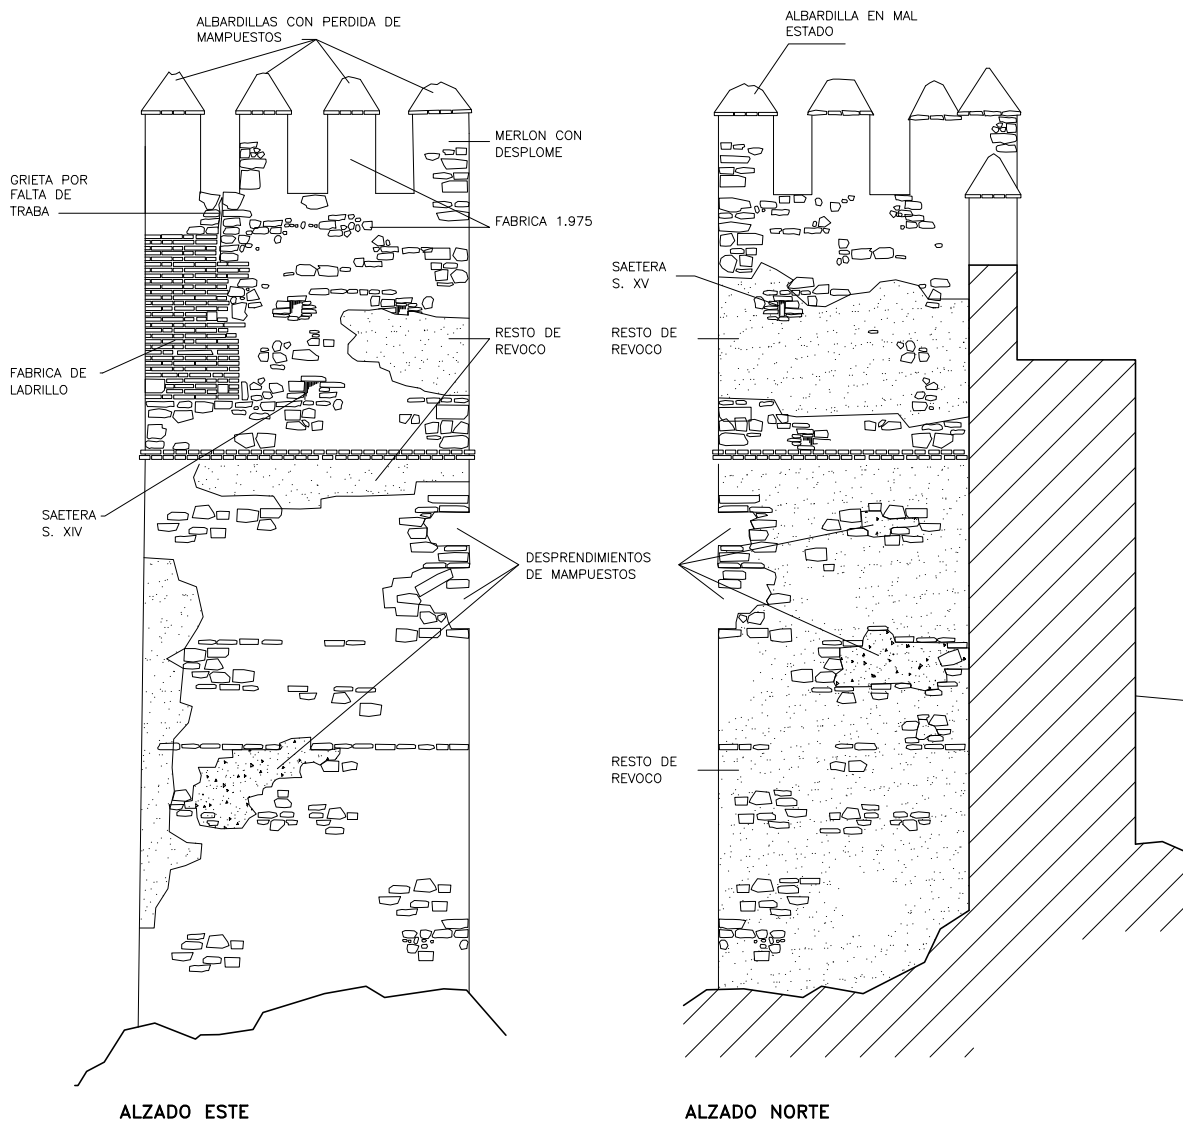 ALBARDILLAS CON PERDIDA DE
MAMPUESTOS
MERLON CON
DESPLOME
GRIETA POR
FALTA DE
TRABA
FABRICA 1.975
RESTO DE
REVOCO
FABRICA DE
LADRILLO
SAETERA
S. XIV
DESPRENDIMIENTOS
DE MAMPUESTOS
ALZADO ESTE
ALBARDILLA EN MAL
ESTADO
SAETERA
S. XV
RESTO DE
REVOCO
RESTO DE
REVOCO
ALZADO NORTE